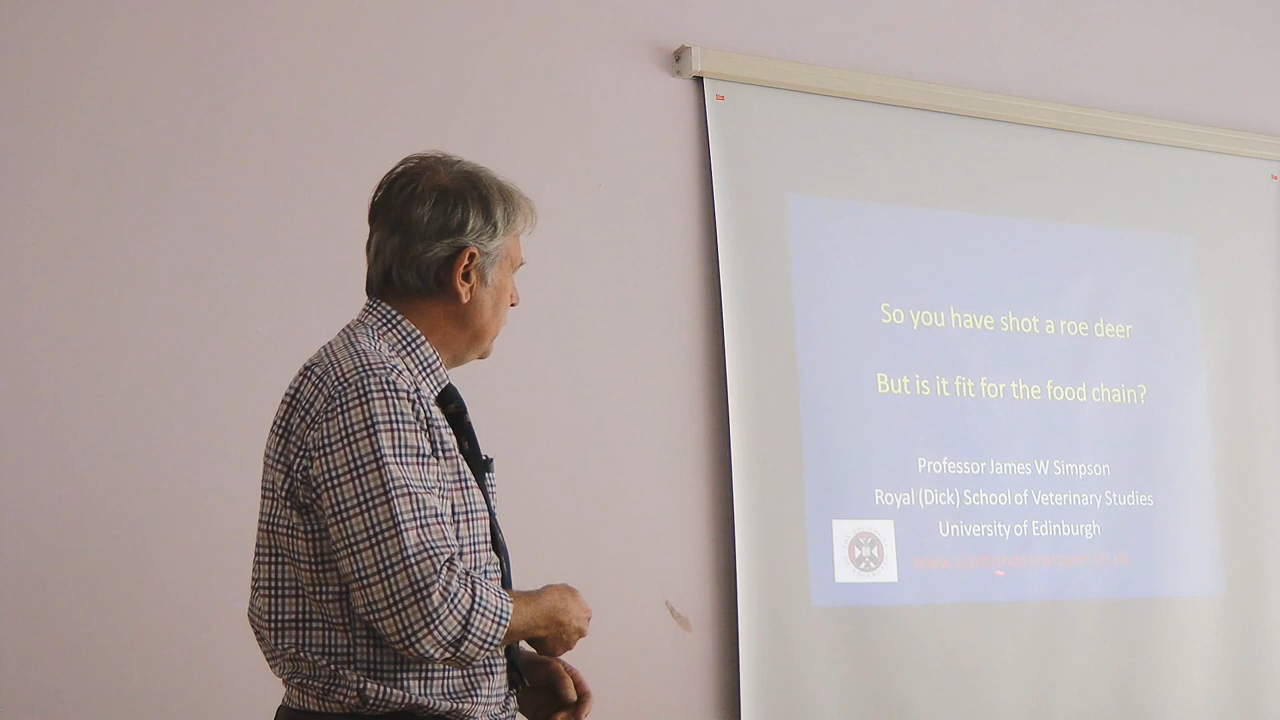 So you have shot a roe deer
But is it fit for the food chain?
Professor James W Simpson
Royal (Dick) School of Veterinary Studies
University of Edinburgh